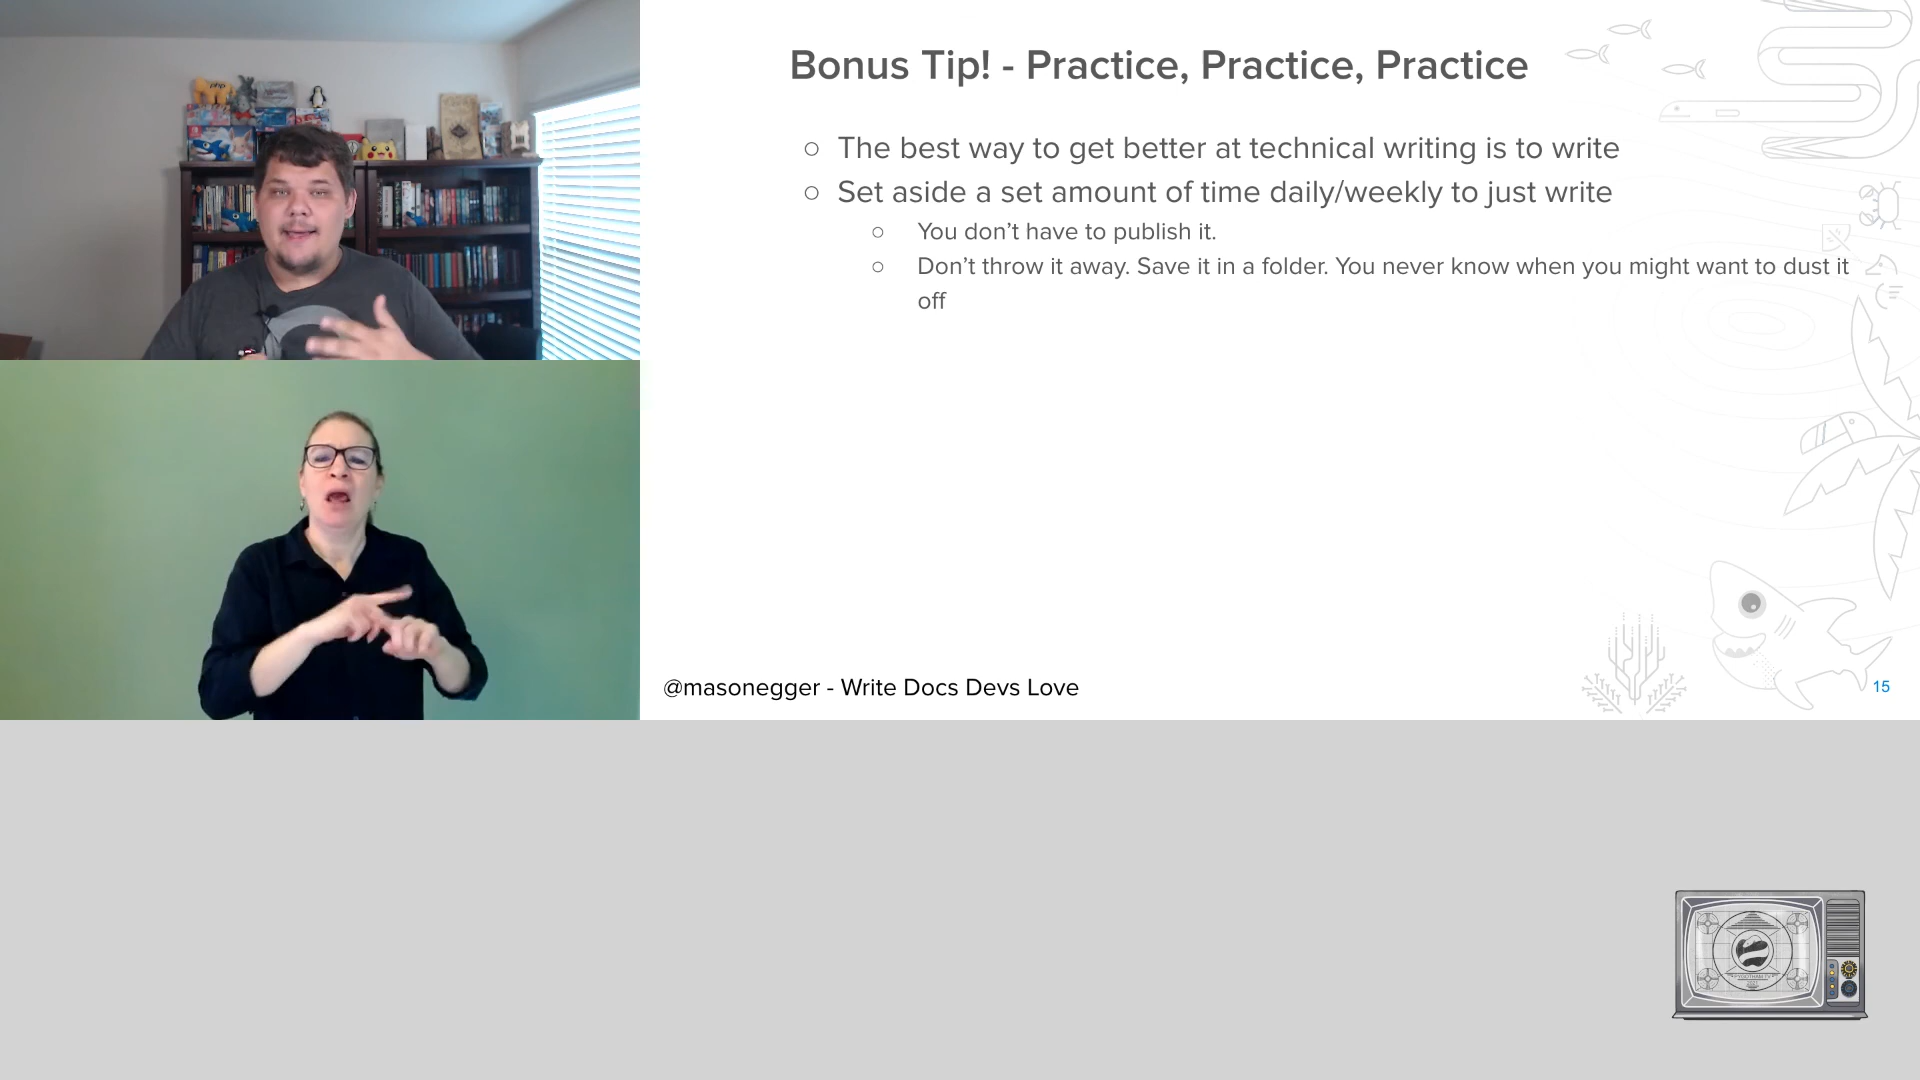 Bonus Tip! - Practice, Practice, Practice
○ The best way to get better at technical writing is to write
○ Set aside a set amount of time daily/weekly to just write
○ You don’t have to publish it.
○ Don’t throw it away. Save it in a folder. You never know when you might want to dust it
off
@masonegger - Write Docs Devs Love
15